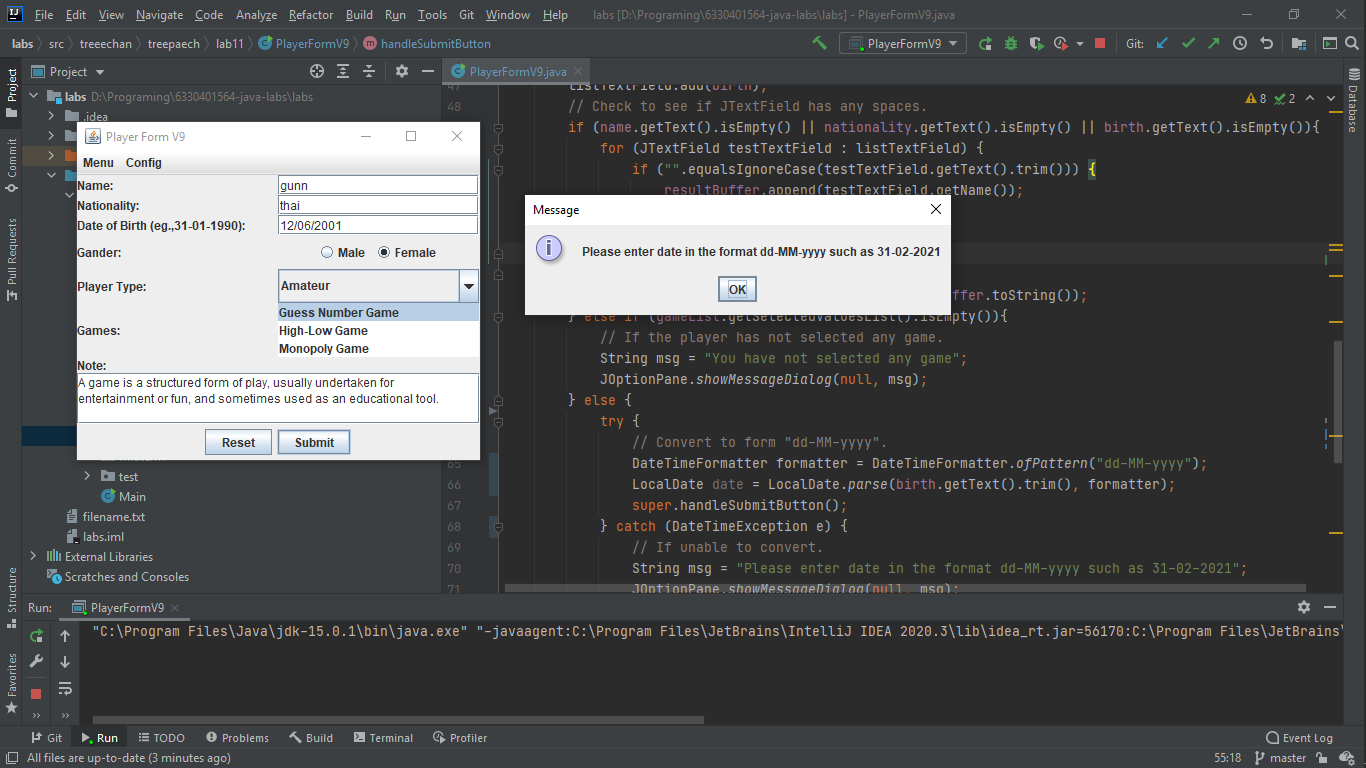 File Edit View Navigate Code Analyze Refactor Build Run Tools Git Window Help labs [D:\Programing\6330401564-java-labs\labs] - PlayerFormV9.java
labs src treeechan treepaech lab11 PlayerFormV9 handleSubmitButton PlayerFormV9 Git:
Project
Project
labs D:\Programing\6330401564-java-labs\labs
.idea
Commit
Pull Requests
Structure
Favorites
Database
Player Form V9
Menu Config
Name: gunn
Nationality: thai
Date of Birth (eg.,31-01-1990): 12/06/2001
Gander: Male Female
Player Type: Amateur
Games:
Guess Number Game
High-Low Game
Monopoly Game
Note:
A game is a structured form of play, usually undertaken for
entertainment or fun, and sometimes used as an educational tool.
Reset Submit
test
Main
filename.txt
labs.iml
External Libraries
Scratches and Consoles
PlayerFormV9.java
8 2
47 listTextField.add(birth);
48 // Check to see if JTextField has any spaces.
if (name.getText().isEmpty() || nationality.getText().isEmpty() || birth.getText().isEmpty()){
for (JTextField testTextField : listTextField) {
if ("".equalsIgnoreCase(testTextField.getText().trim())) {
resultBuffer.append(testTextField.getName());
Message
Please enter date in the format dd-MM-yyyy such as 31-02-2021
OK
ffer.toString());
} else if (gameList.getSelectedValuesList().isEmpty()){
// If the player has not selected any game.
String msg = "You have not selected any game";
JOptionPane.showMessageDialog(null, msg);
} else {
try {
// Convert to form "dd-MM-yyyy".
65 DateTimeFormatter formatter = DateTimeFormatter.ofPattern("dd-MM-yyyy");
66 LocalDate date = LocalDate.parse(birth.getText().trim(), formatter);
67 super.handleSubmitButton();
68 } catch (DateTimeException e) {
69 // If unable to convert.
70 String msg = "Please enter date in the format dd-MM-yyyy such as 31-02-2021";
71 JOptionPane.showMessageDialog(null, msg);
Run: PlayerFormV9
"C:\Program Files\Java\jdk-15.0.1\bin\java.exe" "-javaagent:C:\Program Files\JetBrains\IntelliJ IDEA 2020.3\lib\idea_rt.jar=56170:C:\Program Files\JetBrains\
Git Run TODO Problems Build Terminal Profiler Event Log
All files are up-to-date (3 minutes ago) 55:18 master